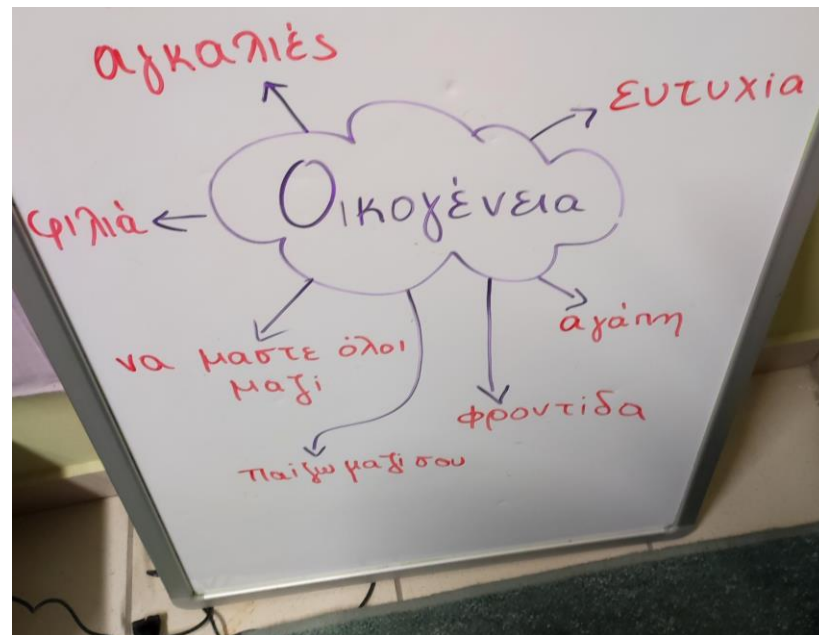 αγκαλιές
ευτυχία
Οικογένεια
φιλιά
αγάπη
να μαστε όλοι
μαζί
φροντίδα
παίζω μαζί σου